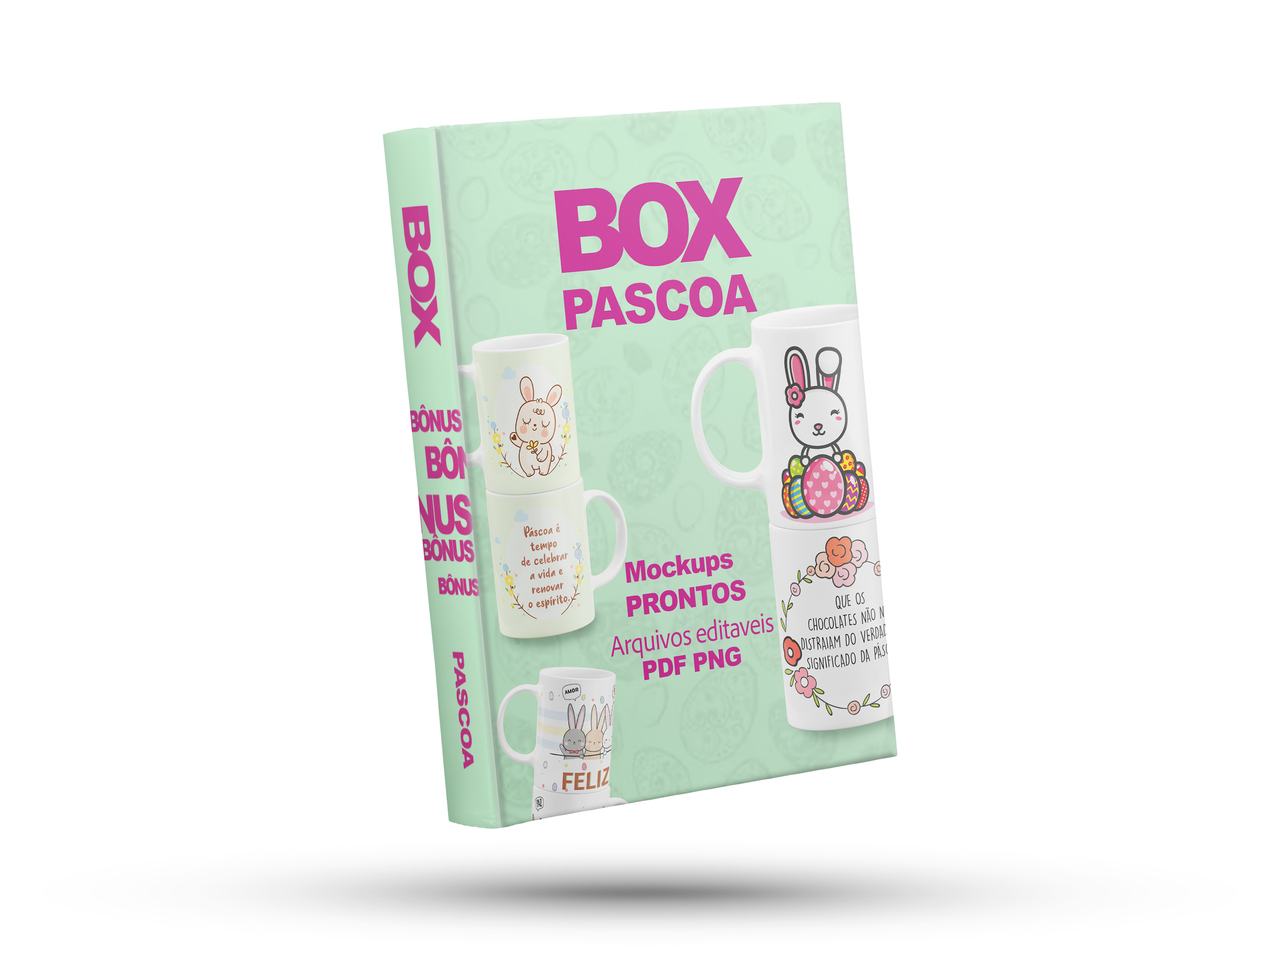 BOX
BÔNUS
BÔN
NUS
BÔNUS
BÔNUS
PASCOA
BOX
PASCOA
Páscoa é
tempo
de celebrar
a vida e
renovar
o espírito.
Mockups
PRONTOS
Arquivos editaveis
PDF PNG
QUE OS
CHOCOLATES NÃO N
DISTRAIAM DO VERDAD
SIGNIFICADO DA PÁSC
AMOR
FELIZ